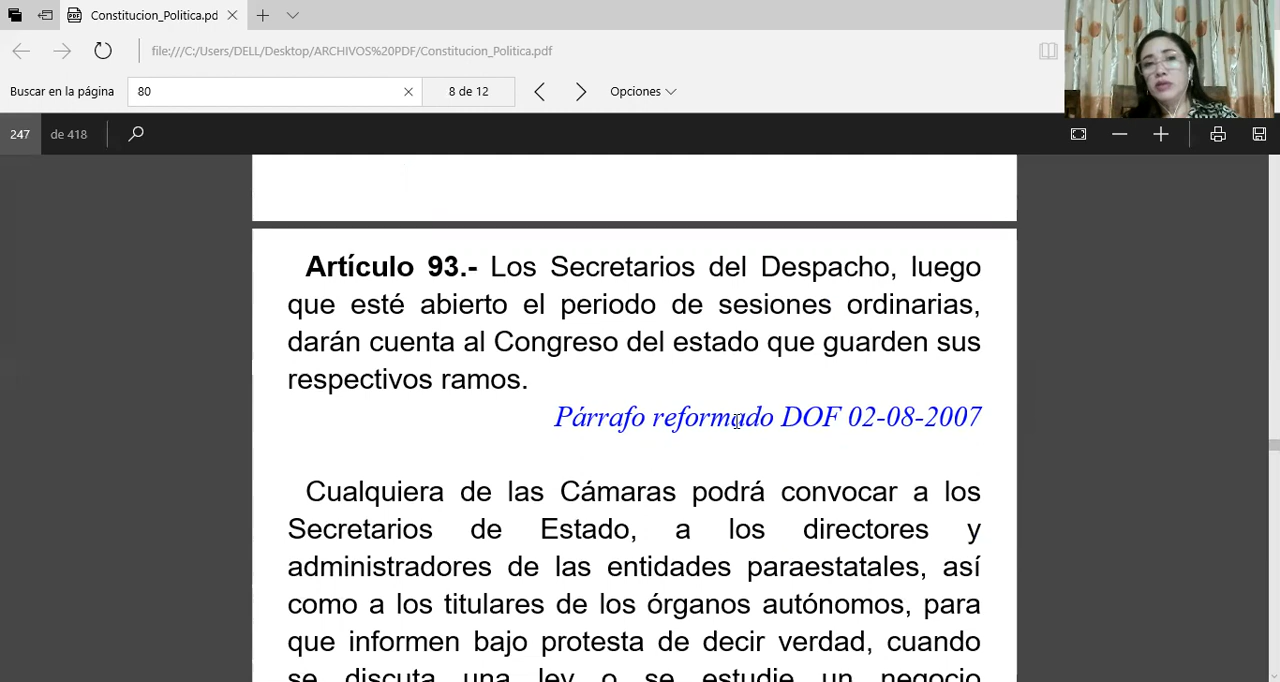 Constitucion_Politica.pd
file:///C:/Users/DELL/Desktop/ARCHIVOS%20PDF/Constitucion_Politica.pdf
Buscar en la página 80 8 de 12 Opciones
247 de 418
Artículo 93.- Los Secretarios del Despacho, luego
que esté abierto el periodo de sesiones ordinarias,
darán cuenta al Congreso del estado que guarden sus
respectivos ramos.
Párrafo reformado DOF 02-08-2007
Cualquiera de las Cámaras podrá convocar a los
Secretarios de Estado, a los directores y
administradores de las entidades paraestatales, así
como a los titulares de los órganos autónomos, para
que informen bajo protesta de decir verdad, cuando
se discuta una ley o se estudie un negocio